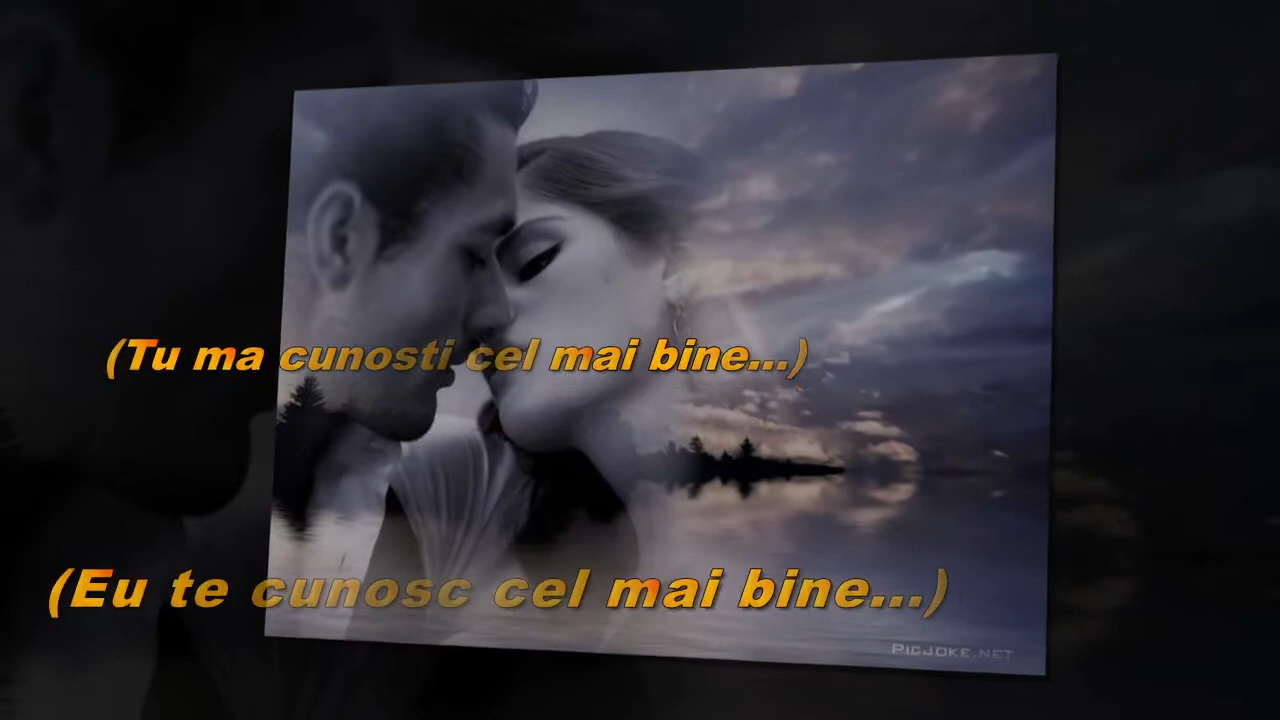 (Tu ma cunosti cel mai bine...)
(Eu te cunosc cel mai bine...)
PICJOKE.NET